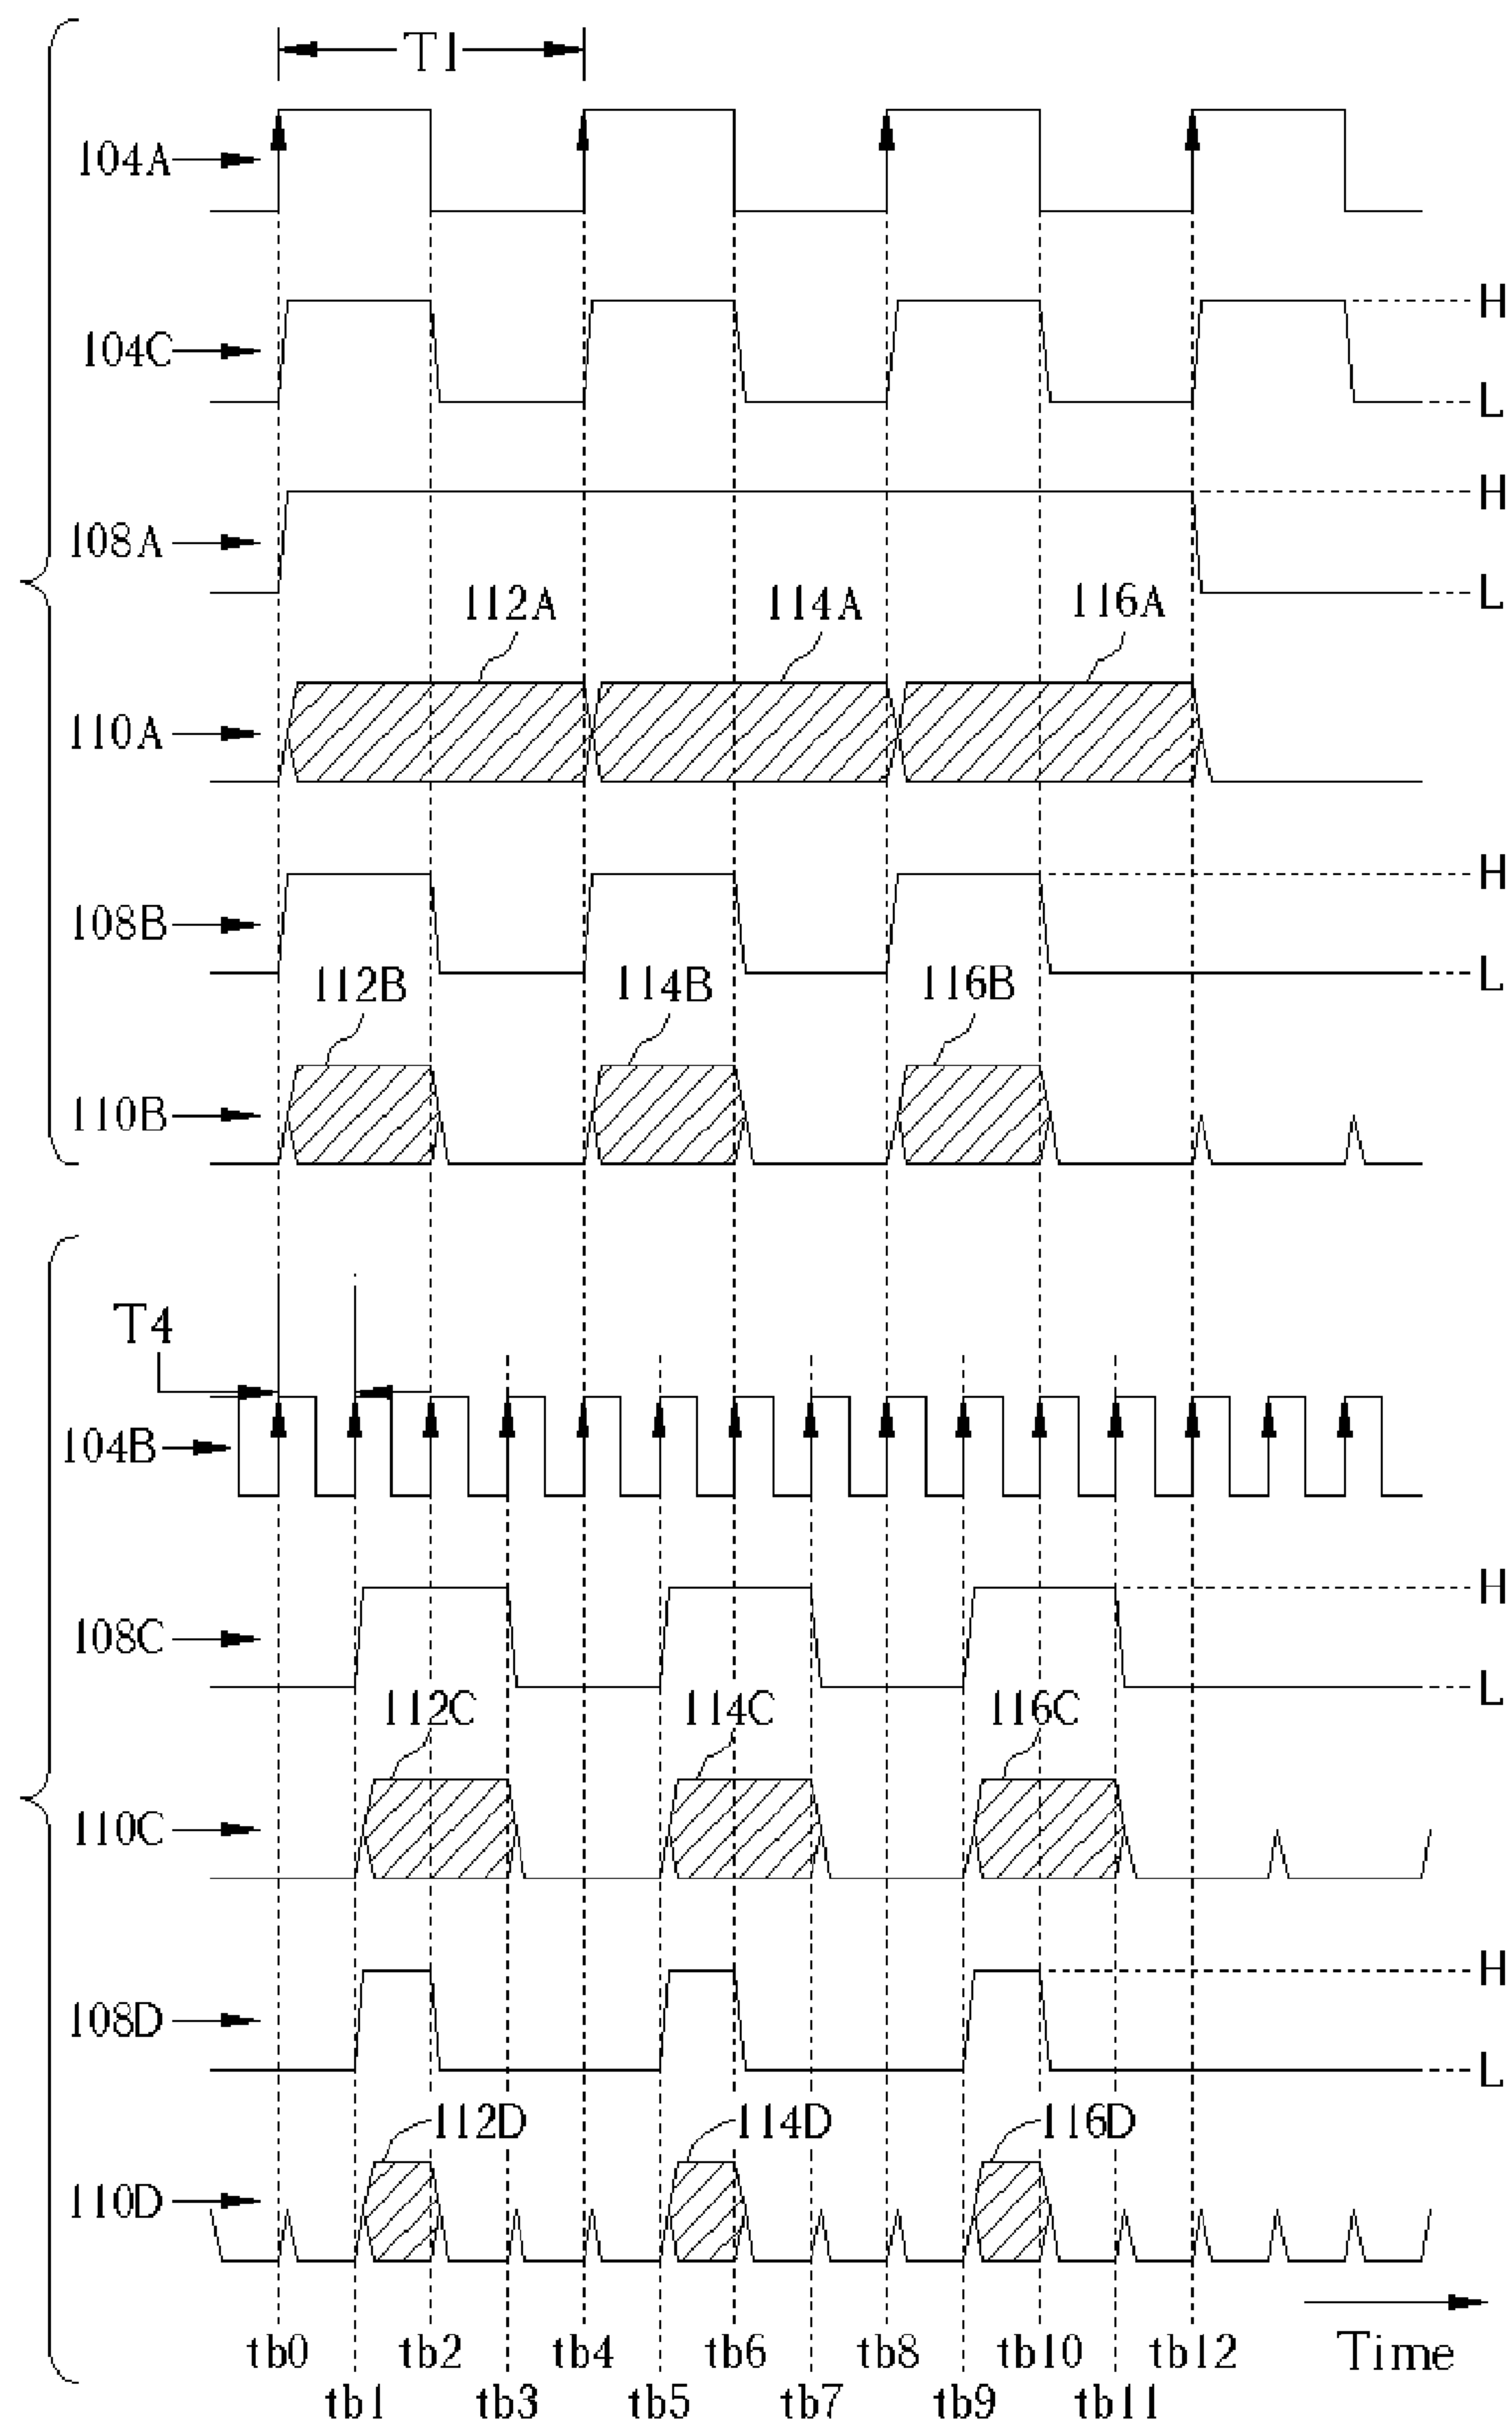 T1
104A
H
104C
L
H
108A
L
112A 114A 116A
110A
H
108B
L
112B 114B 116B
110B
T4
104B
H
108C
L
112C 114C 116C
110C
H
108D
L
112D 114D 116D
110D
tb0 tb2 tb4 tb6 tb8 tb10 tb12 Time
tb1 tb3 tb5 tb7 tb9 tb11